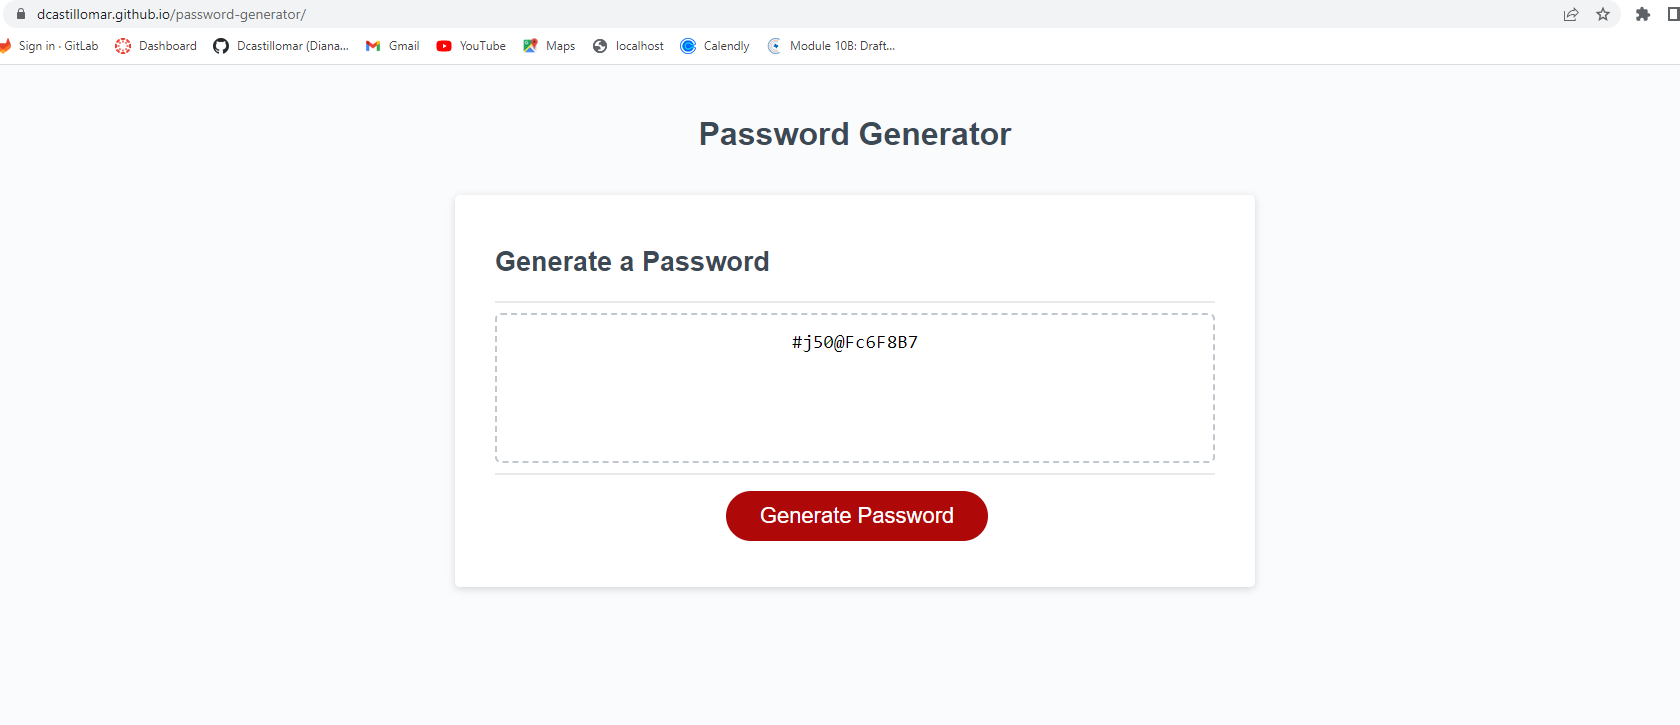 dcastillomar.github.io/password-generator/
Sign in · GitLab Dashboard Dcastillomar (Diana... Gmail YouTube Maps localhost Calendly Module 10B: Draft...
Password Generator
Generate a Password
#j50@Fc6F8B7
Generate Password